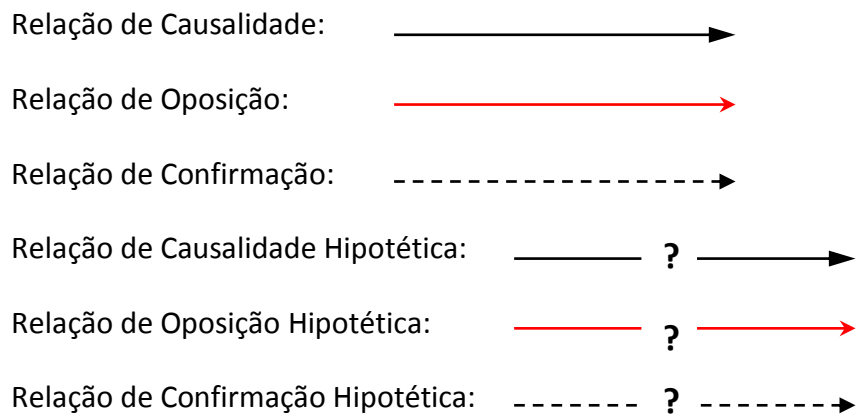 Relação de Causalidade:
Relação de Oposição:
Relação de Confirmação:
Relação de Causalidade Hipotética: ?
Relação de Oposição Hipotética: ?
Relação de Confirmação Hipotética: ?